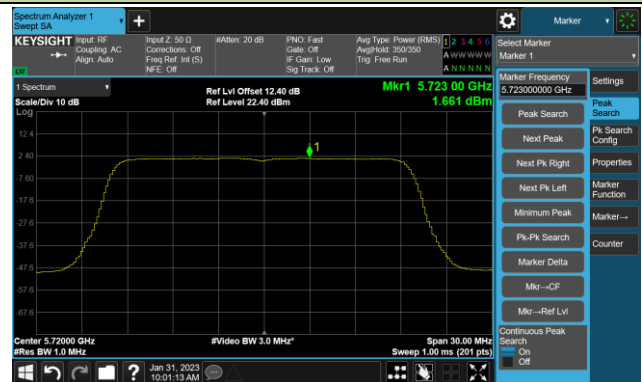 Spectrum Analyzer 1
Swept SA
+
Marker
KEYSIGHT
Input: RF
Coupling: AC
Align: Auto
Input Z: 50 Ω
Corrections: Off
Freq Ref: Int (S)
NFE: Off
#Atten: 20 dB
PNO: Fast
Gate: Off
IF Gain: Low
Sig Track: Off
Avg Type: Power (RMS)
Avg|Hold: 350/350
Trig: Free Run
1 2 3 4 5 6
A W W W W W
A N N N N N
Select Marker
Marker 1
1 Spectrum
Scale/Div 10 dB
Log
Ref Lvl Offset 12.40 dB
Ref Level 22.40 dBm
Mkr1 5.723 00 GHz
1.661 dBm
Marker Frequency
5.723000000 GHz
Settings
Peak Search
Peak Search
Next Peak
Pk Search Config
Next Pk Right
Properties
Next Pk Left
Marker Function
Minimum Peak
Marker→
Pk-Pk Search
Counter
Marker Delta
Mkr→CF
Mkr→Ref Lvl
Continuous Peak Search
On
Off
1
12.4
2.40
-7.60
-17.6
-27.6
-37.6
-47.6
-57.6
-67.6
Center 5.72000 GHz
#Res BW 1.0 MHz
#Video BW 3.0 MHz*
Span 30.00 MHz
Sweep 1.00 ms (201 pts)
?
Jan 31, 2023
10:01:13 AM